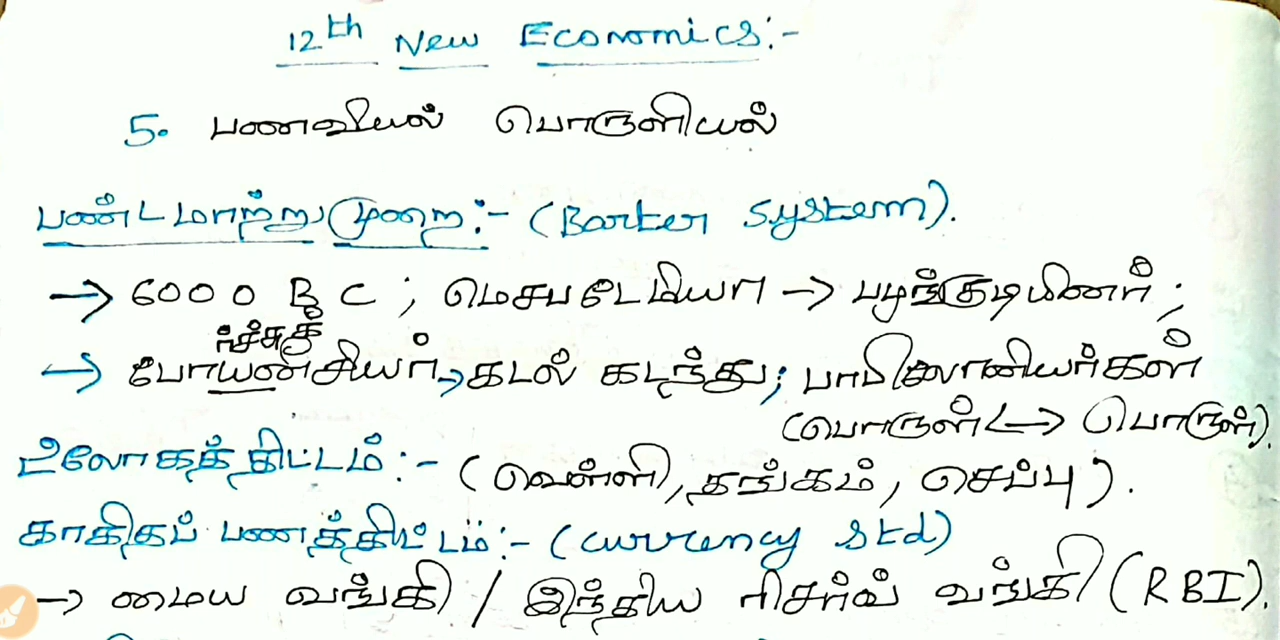 12th New Economics:-
5. பணவியல் பொருளியல்
பண்டமாற்று முறை:- (Barter System).
→ 6000 BC ; மெசபடேமியா → பழங்குடியினர் ;
→ போயன்சியர், கடல் கடந்து; பாபிலோனியர்கள்
(பொருள் ↔ பொருள்).
உலோகத்திட்டம்:- (வெள்ளி, தங்கம், செப்பு).
காகிதப் பணத்திட்டம்:- (currency Std)
→ மைய வங்கி / இந்திய ரிசர்வ் வங்கி (RBI).